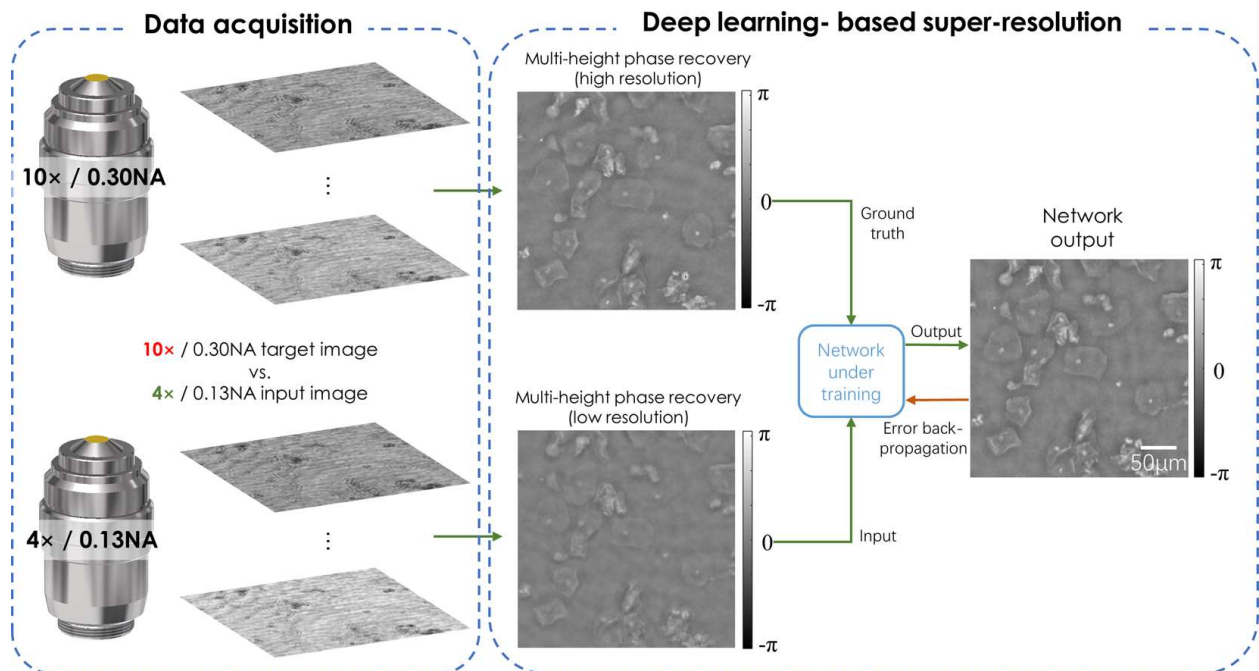 Data acquisition
10× / 0.30NA
⋮
10× / 0.30NA target image
vs.
4× / 0.13NA input image
4× / 0.13NA
⋮
Deep learning- based super-resolution
Multi-height phase recovery
(high resolution)
π
0
-π
Ground
truth
Multi-height phase recovery
(low resolution)
π
0
-π
Input
Network
under
training
Output
Error back-
propagation
Network
output
50μm
π
0
-π